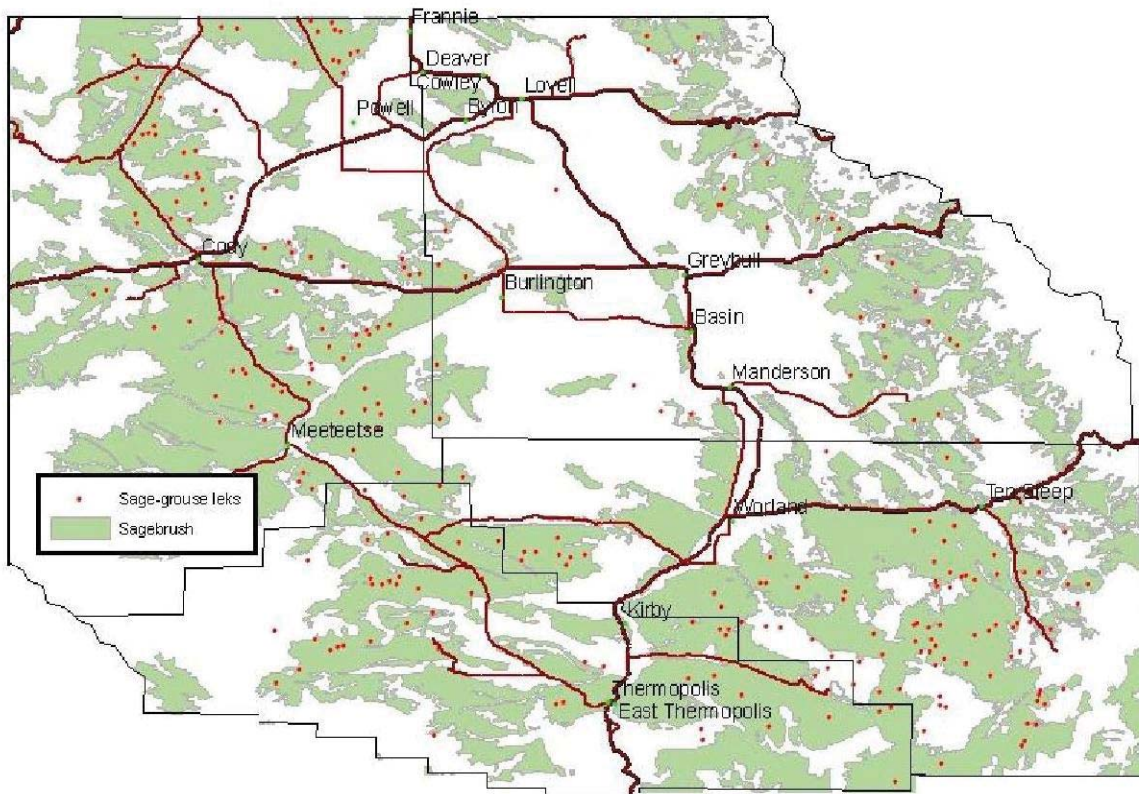 Frannie
Deaver
Cowley
Lovell
Powell
Byron
Cody
Greybull
Burlington
Basin
Manderson
Meeteetse
Sage-grouse leks
Sagebrush
Ten Sleep
Worland
Kirby
Thermopolis
East Thermopolis